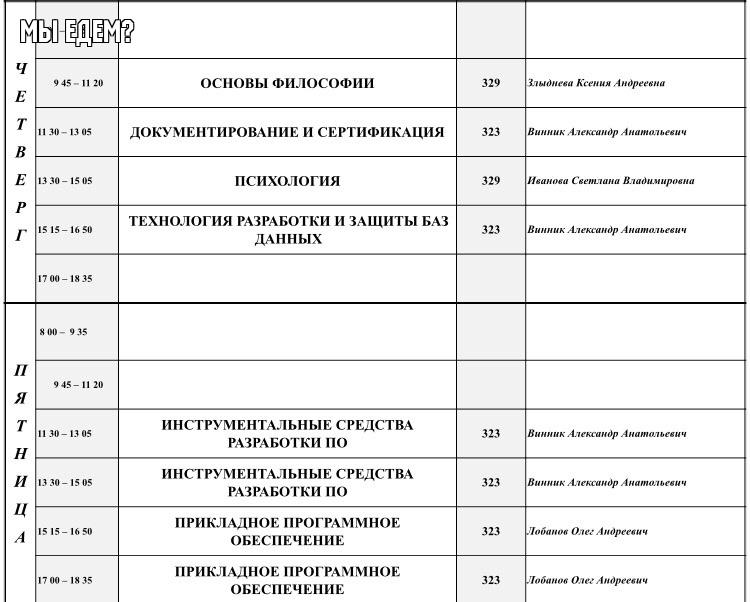 МЫ ЕДЕМ?
ЧЕТВЕРГ
9 45 – 11 20 ОСНОВЫ ФИЛОСОФИИ 329 Злыднева Ксения Андреевна
11 30 – 13 05 ДОКУМЕНТИРОВАНИЕ И СЕРТИФИКАЦИЯ 323 Винник Александр Анатольевич
13 30 – 15 05 ПСИХОЛОГИЯ 329 Иванова Светлана Владимировна
15 15 – 16 50 ТЕХНОЛОГИЯ РАЗРАБОТКИ И ЗАЩИТЫ БАЗ
ДАННЫХ 323 Винник Александр Анатольевич
17 00 – 18 35
ПЯТНИЦА
8 00 – 9 35
9 45 – 11 20
11 30 – 13 05 ИНСТРУМЕНТАЛЬНЫЕ СРЕДСТВА
РАЗРАБОТКИ ПО 323 Винник Александр Анатольевич
13 30 – 15 05 ИНСТРУМЕНТАЛЬНЫЕ СРЕДСТВА
РАЗРАБОТКИ ПО 323 Винник Александр Анатольевич
15 15 – 16 50 ПРИКЛАДНОЕ ПРОГРАММНОЕ
ОБЕСПЕЧЕНИЕ 323 Лобанов Олег Андреевич
17 00 – 18 35 ПРИКЛАДНОЕ ПРОГРАММНОЕ
ОБЕСПЕЧЕНИЕ 323 Лобанов Олег Андреевич